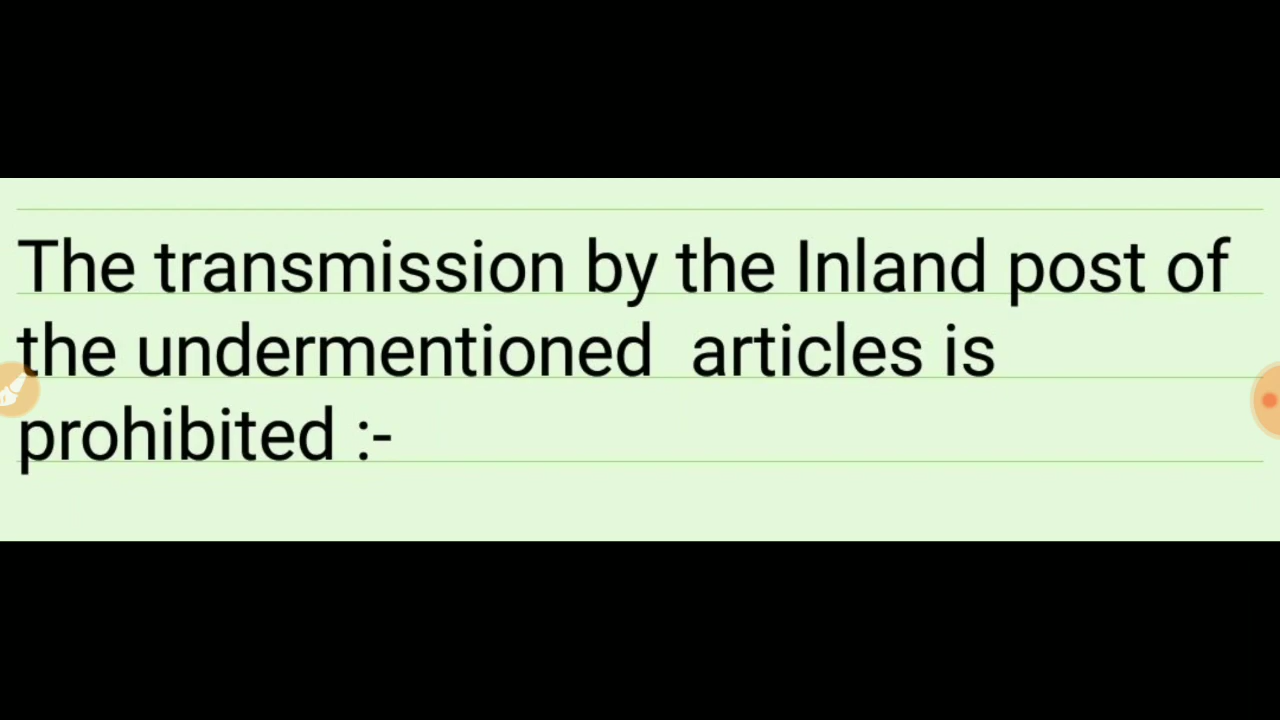 The transmission by the Inland post of
the undermentioned  articles is
prohibited :-